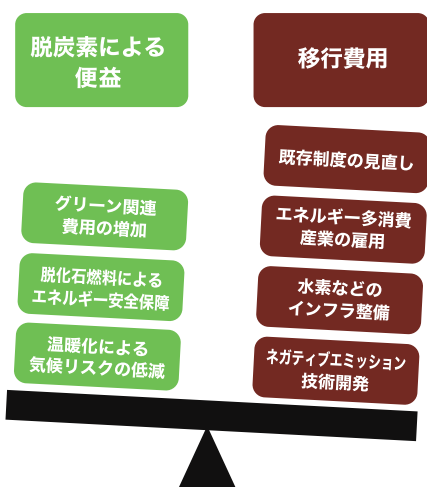 脱炭素による
便益
移行費用
グリーン関連
費用の増加
脱化石燃料による
エネルギー安全保障
温暖化による
気候リスクの低減
既存制度の見直し
エネルギー多消費
産業の雇用
水素などの
インフラ整備
ネガティブエミッション
技術開発